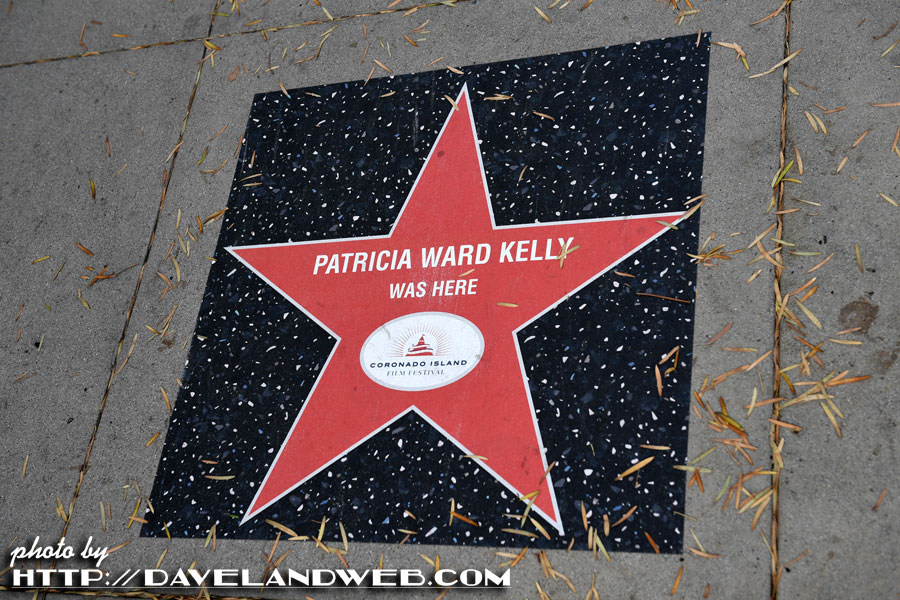 PATRICIA WARD KELLY
WAS HERE
CORONADO ISLAND
FILM FESTIVAL
photo by
HTTP://DAVELANDWEB.COM